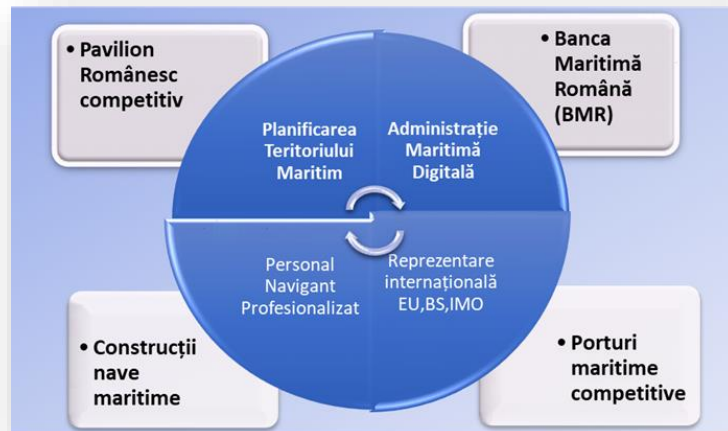 • Pavilion
Românesc
competitiv
• Banca
Maritimă
Română
(BMR)
Planificarea
Teritoriului
Maritim
Administrație
Maritimă
Digitală
Personal
Navigant
Profesionalizat
Reprezentare
internațională
EU,BS,IMO
• Construcții
nave
maritime
• Porturi
maritime
competitive